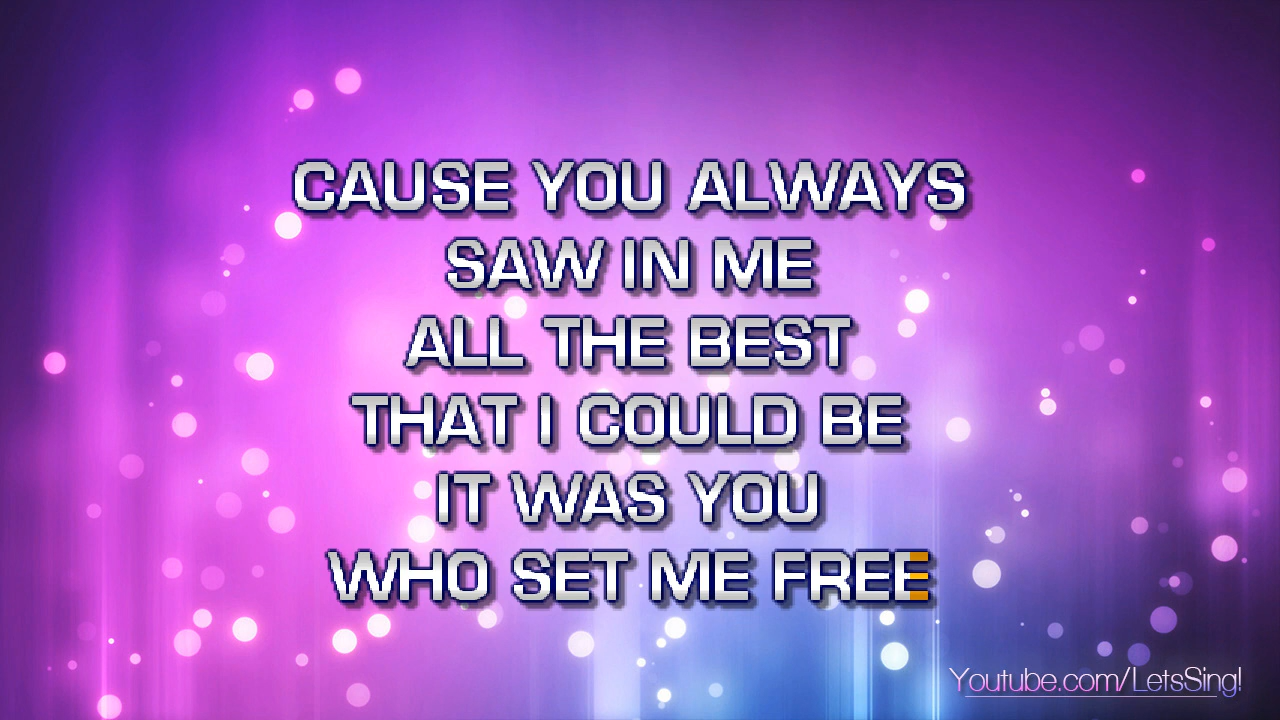 CAUSE YOU ALWAYS
SAW IN ME
ALL THE BEST
THAT I COULD BE
IT WAS YOU
WHO SET ME FREE
Youtube.com/LetsSing!